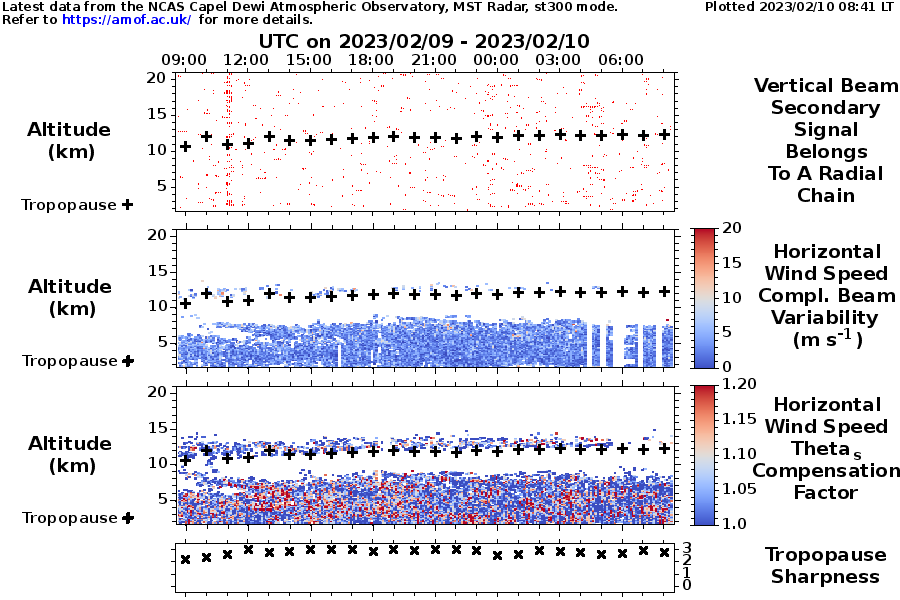 Latest data from the NCAS Capel Dewi Atmospheric Observatory, MST Radar, st300 mode.
Plotted 2023/02/10 08:41 LT
Refer to https://amof.ac.uk/ for more details.
UTC on 2023/02/09 - 2023/02/10
09:00 12:00 15:00 18:00 21:00 00:00 03:00 06:00
20
15
10
5
Altitude
(km)
Tropopause +
Vertical Beam
Secondary
Signal
Belongs
To A Radial
Chain
20
15
10
5
Altitude
(km)
Tropopause +
20
15
10
5
0
Horizontal
Wind Speed
Compl. Beam
Variability
(m s-1)
20
15
10
5
Altitude
(km)
Tropopause +
1.20
1.15
1.10
1.05
1.0
Horizontal
Wind Speed
Theta s
Compensation
Factor
3
2
1
0
Tropopause
Sharpness